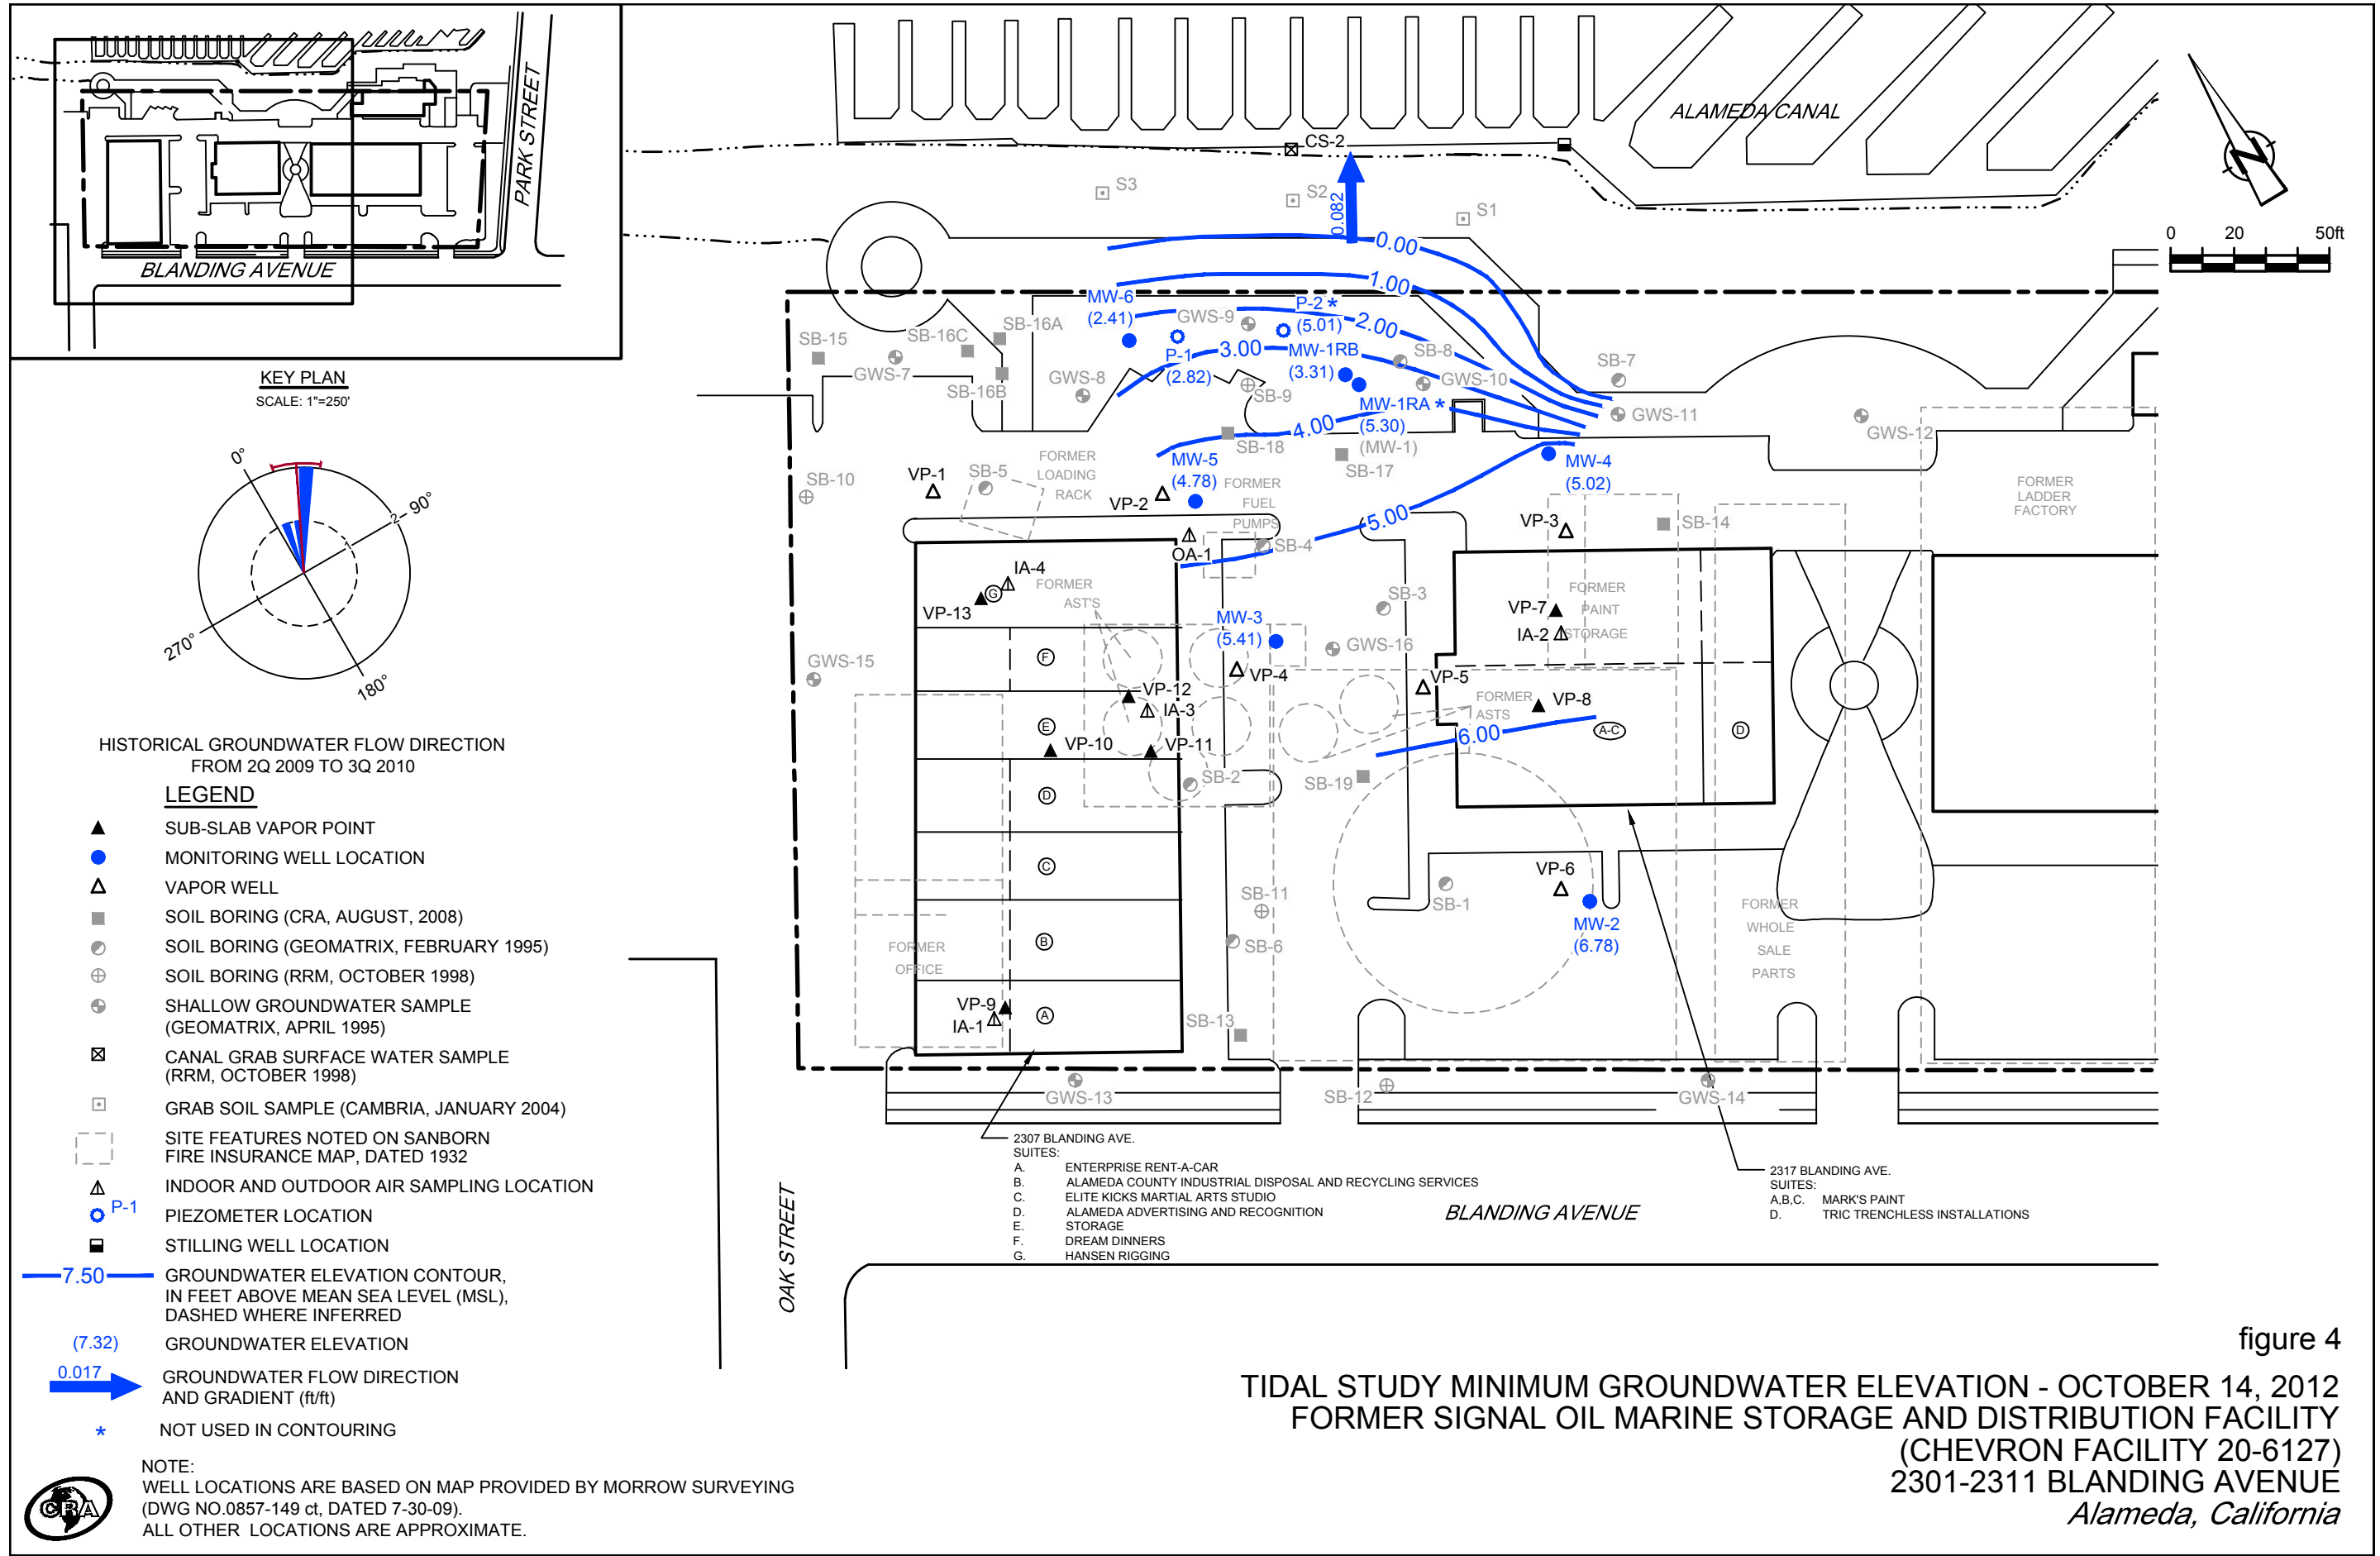 PARK STREET
BLANDING AVENUE
KEY PLAN
SCALE: 1"=250'
0°
2
90°
270°
180°
HISTORICAL GROUNDWATER FLOW DIRECTION
FROM 2Q 2009 TO 3Q 2010
LEGEND
SUB-SLAB VAPOR POINT
MONITORING WELL LOCATION
VAPOR WELL
SOIL BORING (CRA, AUGUST, 2008)
SOIL BORING (GEOMATRIX, FEBRUARY 1995)
SOIL BORING (RRM, OCTOBER 1998)
SHALLOW GROUNDWATER SAMPLE
(GEOMATRIX, APRIL 1995)
CANAL GRAB SURFACE WATER SAMPLE
(RRM, OCTOBER 1998)
GRAB SOIL SAMPLE (CAMBRIA, JANUARY 2004)
SITE FEATURES NOTED ON SANBORN
FIRE INSURANCE MAP, DATED 1932
INDOOR AND OUTDOOR AIR SAMPLING LOCATION
P-1
PIEZOMETER LOCATION
STILLING WELL LOCATION
7.50
GROUNDWATER ELEVATION CONTOUR,
IN FEET ABOVE MEAN SEA LEVEL (MSL),
DASHED WHERE INFERRED
(7.32) GROUNDWATER ELEVATION
0.017
GROUNDWATER FLOW DIRECTION
AND GRADIENT (ft/ft)
* NOT USED IN CONTOURING
NOTE:
WELL LOCATIONS ARE BASED ON MAP PROVIDED BY MORROW SURVEYING
(DWG NO.0857-149 ct, DATED 7-30-09).
ALL OTHER LOCATIONS ARE APPROXIMATE.
CRA
ALAMEDA CANAL
N
0 20 50ft
CS-2
S3
S2
S1
0.082
0.00
1.00
2.00
3.00
4.00
5.00
6.00
MW-6
(2.41)
GWS-9
P-2 *
(5.01)
P-1
(2.82)
MW-1RB
(3.31)
MW-1RA *
(5.30)
(MW-1)
SB-15
SB-16C
SB-16A
GWS-7
SB-16B
GWS-8
SB-9
SB-8
GWS-10
SB-7
GWS-11
GWS-12
SB-18
SB-17
MW-5
(4.78)
MW-4
(5.02)
SB-10
VP-1
SB-5
FORMER
LOADING
RACK
VP-2
FORMER
FUEL
PUMPS
OA-1
SB-4
VP-3
SB-14
FORMER
LADDER
FACTORY
IA-4
G
VP-13
FORMER
AST'S
MW-3
(5.41)
SB-3
GWS-16
VP-7
IA-2
FORMER
PAINT
STORAGE
GWS-15
F
VP-12
IA-3
VP-4
VP-5
FORMER
ASTS
VP-8
E
VP-10
VP-11
A-C
D
SB-2
SB-19
D
C
VP-6
SB-11
SB-1
MW-2
(6.78)
FORMER
WHOLE
SALE
PARTS
B
SB-6
FORMER
OFFICE
VP-9
IA-1
A
SB-13
GWS-13
SB-12
GWS-14
2307 BLANDING AVE.
SUITES:
A. ENTERPRISE RENT-A-CAR
B. ALAMEDA COUNTY INDUSTRIAL DISPOSAL AND RECYCLING SERVICES
C. ELITE KICKS MARTIAL ARTS STUDIO
D. ALAMEDA ADVERTISING AND RECOGNITION
E. STORAGE
F. DREAM DINNERS
G. HANSEN RIGGING
2317 BLANDING AVE.
SUITES:
A,B,C. MARK'S PAINT
D. TRIC TRENCHLESS INSTALLATIONS
BLANDING AVENUE
OAK STREET
figure 4
TIDAL STUDY MINIMUM GROUNDWATER ELEVATION - OCTOBER 14, 2012
FORMER SIGNAL OIL MARINE STORAGE AND DISTRIBUTION FACILITY
(CHEVRON FACILITY 20-6127)
2301-2311 BLANDING AVENUE
Alameda, California